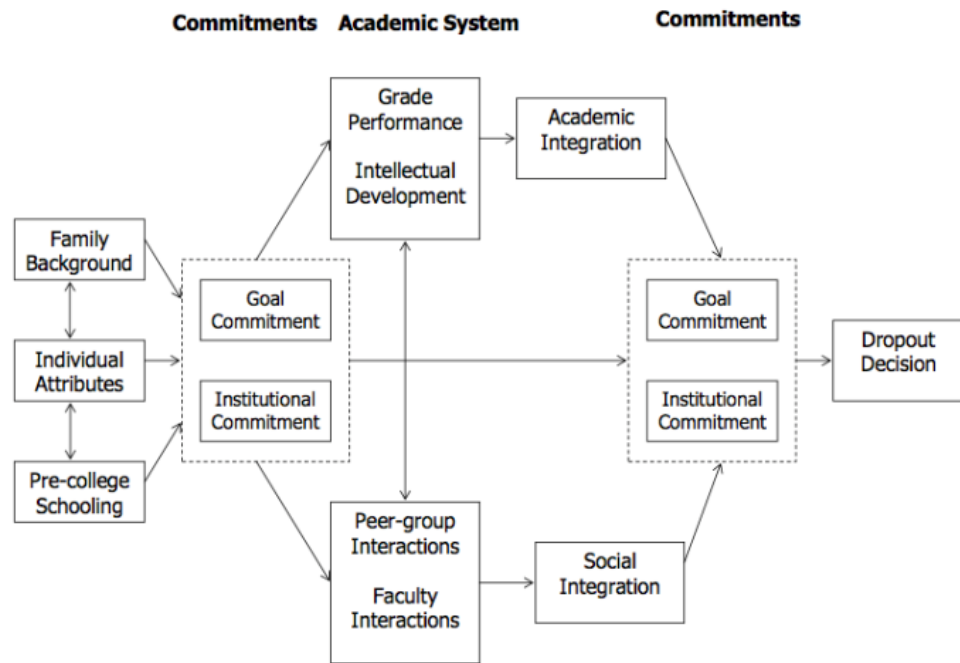 Commitments
Academic System
Commitments
Grade
Performance
Intellectual
Development
Academic
Integration
Family
Background
Individual
Attributes
Pre-college
Schooling
Goal
Commitment
Institutional
Commitment
Goal
Commitment
Institutional
Commitment
Dropout
Decision
Peer-group
Interactions
Faculty
Interactions
Social
Integration